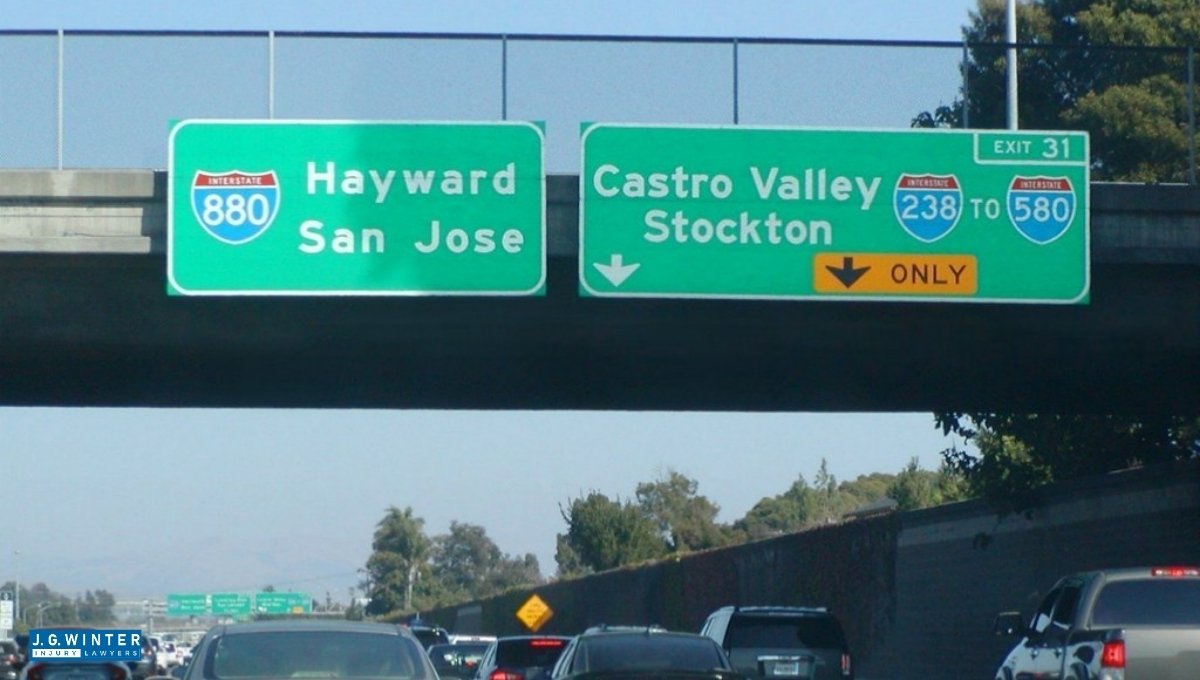 INTERSTATE
880
Hayward
San Jose
EXIT 31
Castro Valley
Stockton
INTERSTATE
238
TO
INTERSTATE
580
ONLY
J.G.WINTER
INJURY LAWYERS